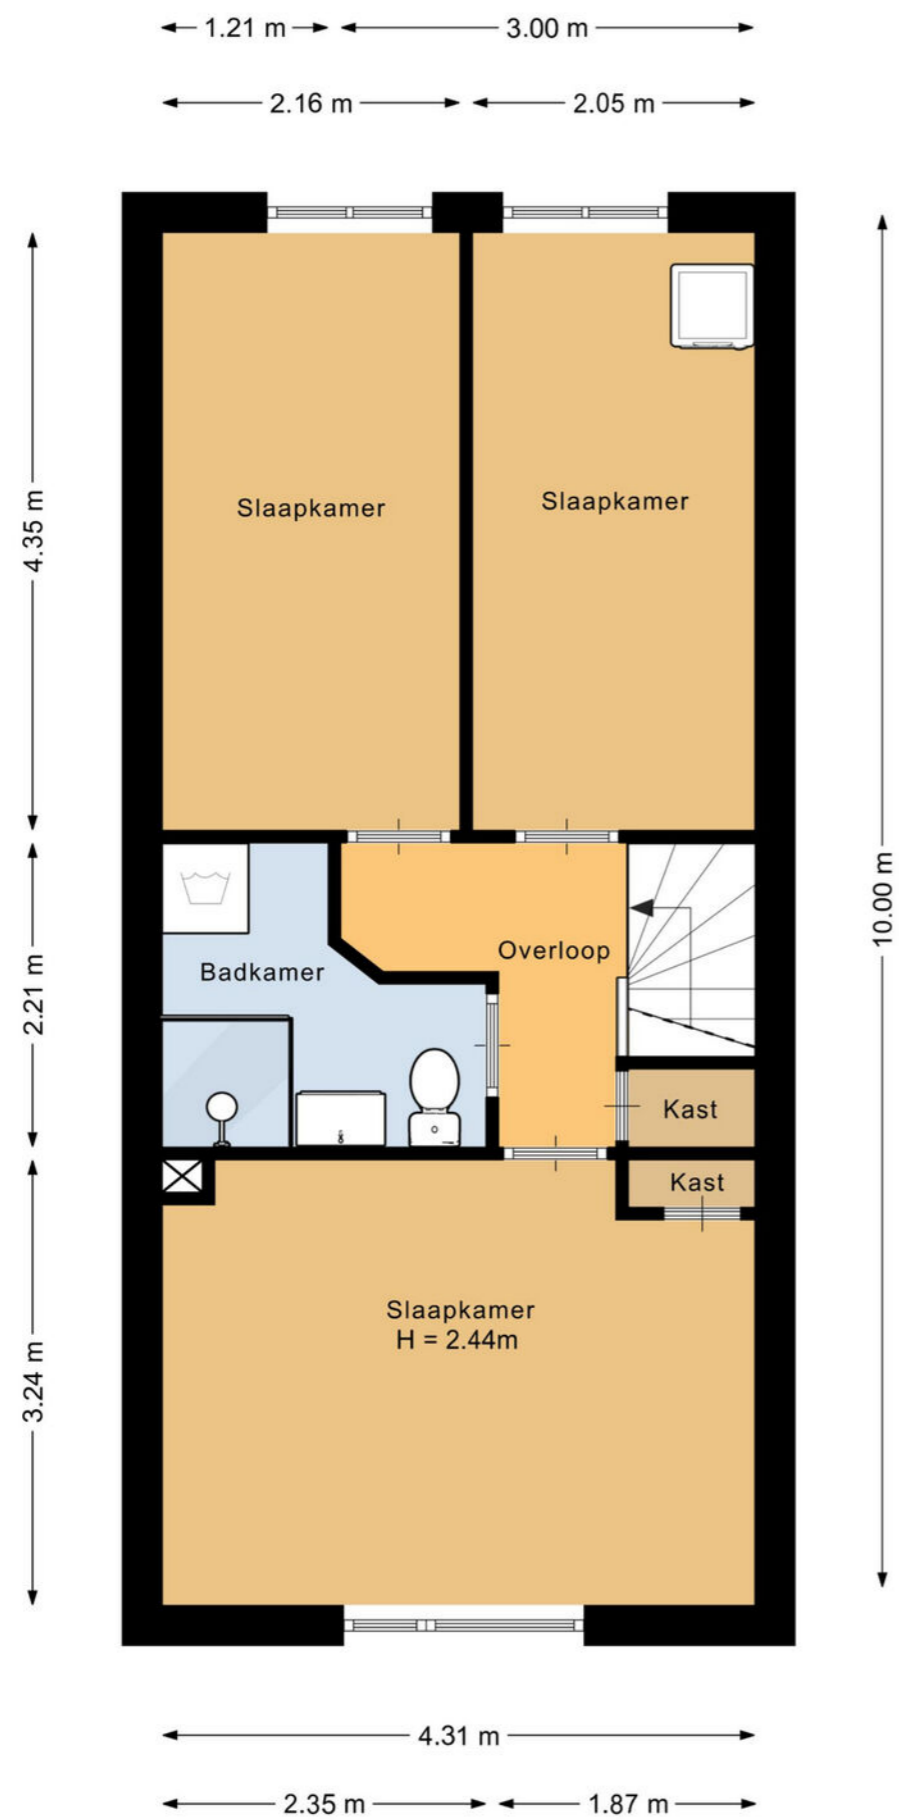 1.21 m
3.00 m
2.16 m
2.05 m
4.35 m
Slaapkamer
Slaapkamer
10.00 m
2.21 m
Overloop
Badkamer
Kast
Kast
3.24 m
Slaapkamer
H = 2.44m
4.31 m
2.35 m
1.87 m